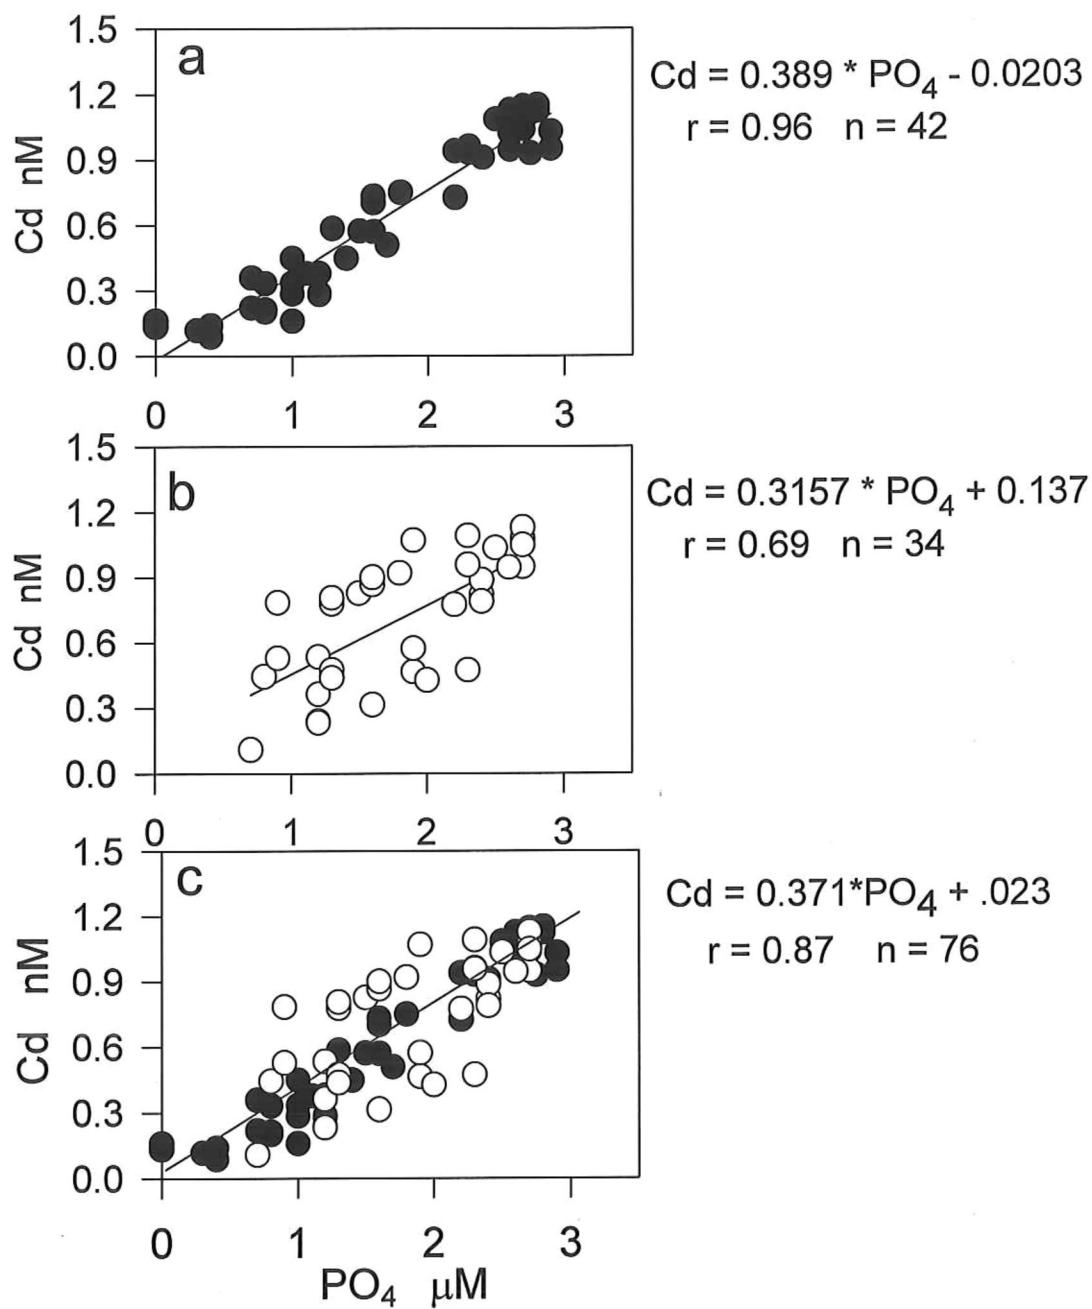 1.5
a
Cd = 0.389 * PO4 - 0.0203
1.2
r = 0.96 n = 42
0.9
Cd nM
0.6
0.3
0.0
0 1 2 3
1.5
b
Cd = 0.3157 * PO4 + 0.137
1.2
r = 0.69 n = 34
0.9
Cd nM
0.6
0.3
0.0
0 1 2 3
1.5
c
Cd = 0.371*PO4 + .023
1.2
r = 0.87 n = 76
0.9
Cd nM
0.6
0.3
0.0
0 1 2 3
PO4 μM